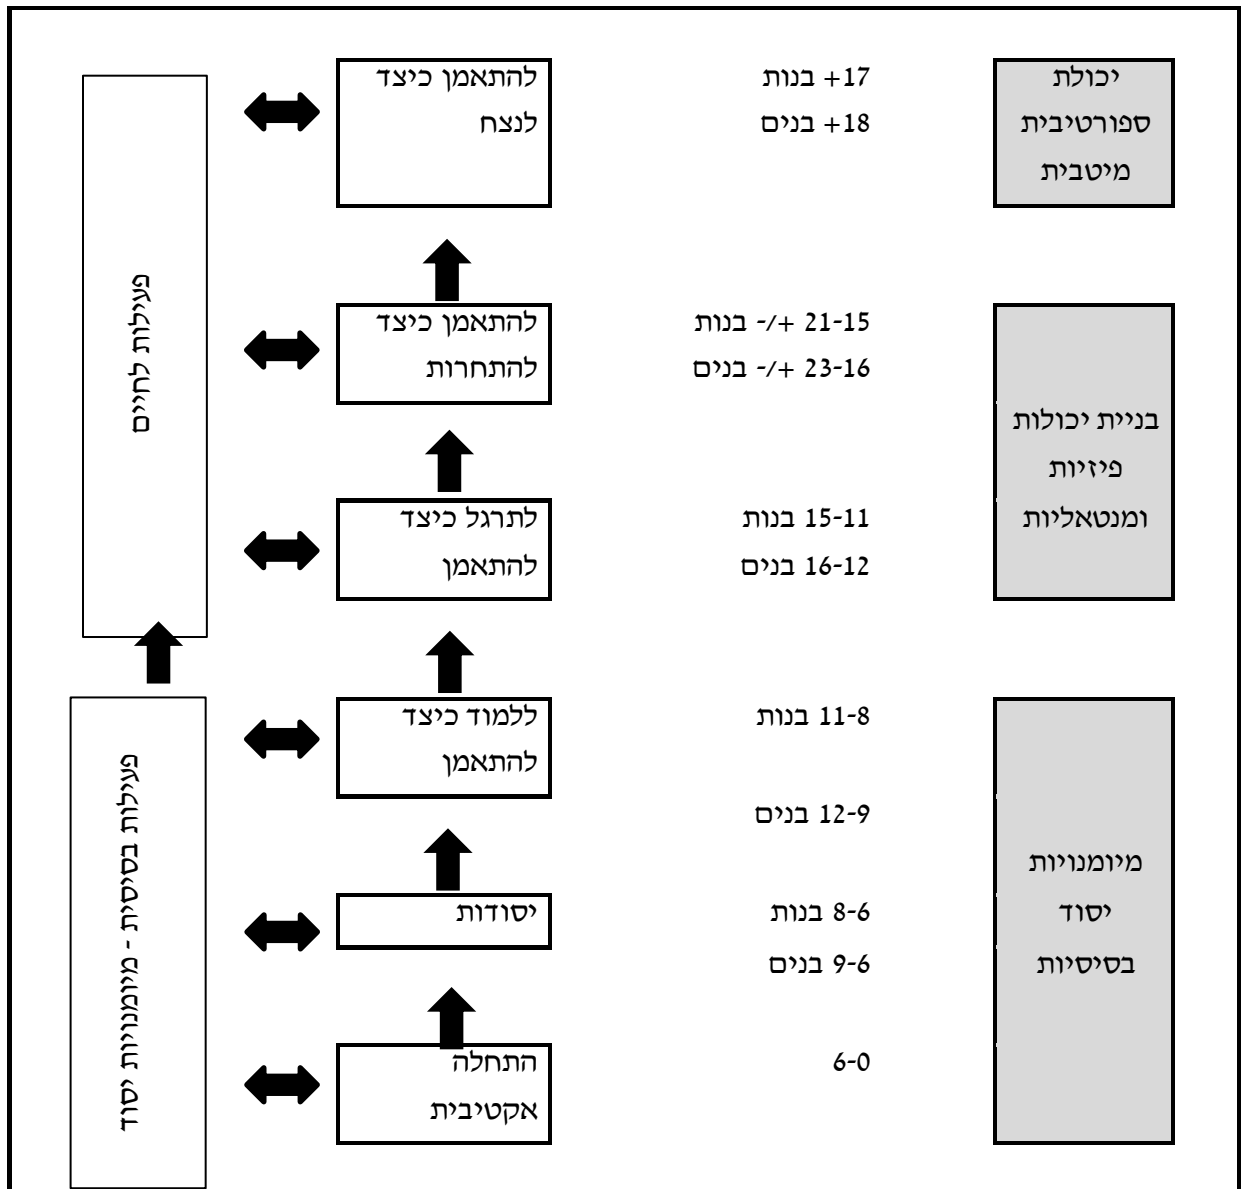 יכולת
ספורטיבית
מיטבית
17+ בנות
18+ בנים
להתאמן כיצד
לנצח
פעילות לחיים
בניית יכולות
פיזיות
ומנטאליות
21-15 +/- בנות
23-16 +/- בנים
להתאמן כיצד
להתחרות
15-11 בנות
16-12 בנים
לתרגל כיצד
להתאמן
מיומנויות
יסוד
בסיסיות
11-8 בנות
12-9 בנים
ללמוד כיצד
להתאמן
8-6 בנות
9-6 בנים
יסודות
6-0
התחלה
אקטיבית
פעילות בסיסית - מיומנויות יסוד